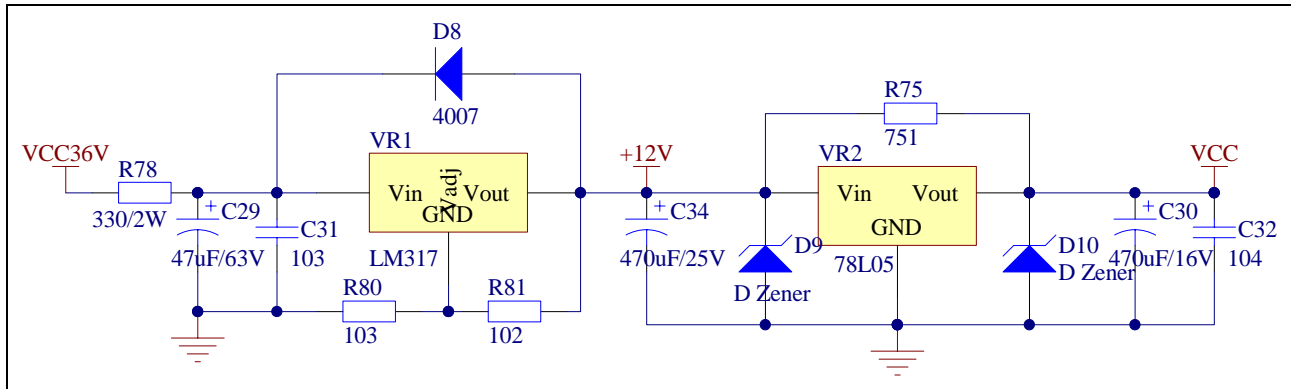 D8
4007
VCC36V
R78
330/2W
C29
+
47uF/63V
C31
103
VR1
Vin
Vadj
Vout
GND
LM317
R80
103
R81
102
+12V
+
C34
470uF/25V
D9
D Zener
R75
751
VR2
Vin
Vout
GND
78L05
D10
D Zener
VCC
+
C30
470uF/16V
C32
104